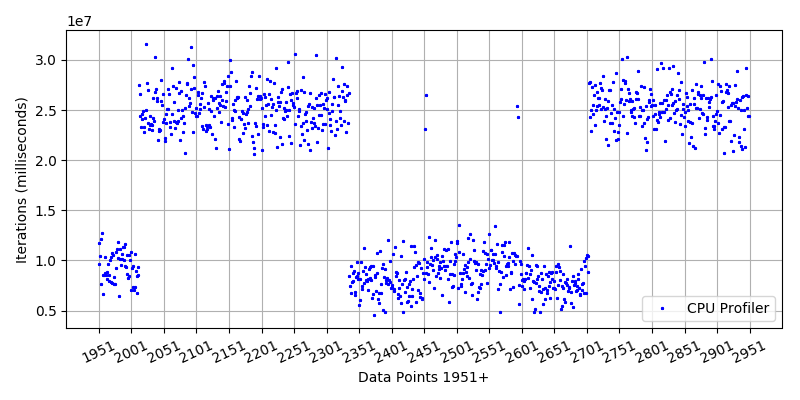 1e7
3.0
2.5
2.0
1.5
1.0
0.5
Iterations (milliseconds)
CPU Profiler
1951 2001 2051 2101 2151 2201 2251 2301 2351 2401 2451 2501 2551 2601 2651 2701 2751 2801 2851 2901 2951
Data Points 1951+